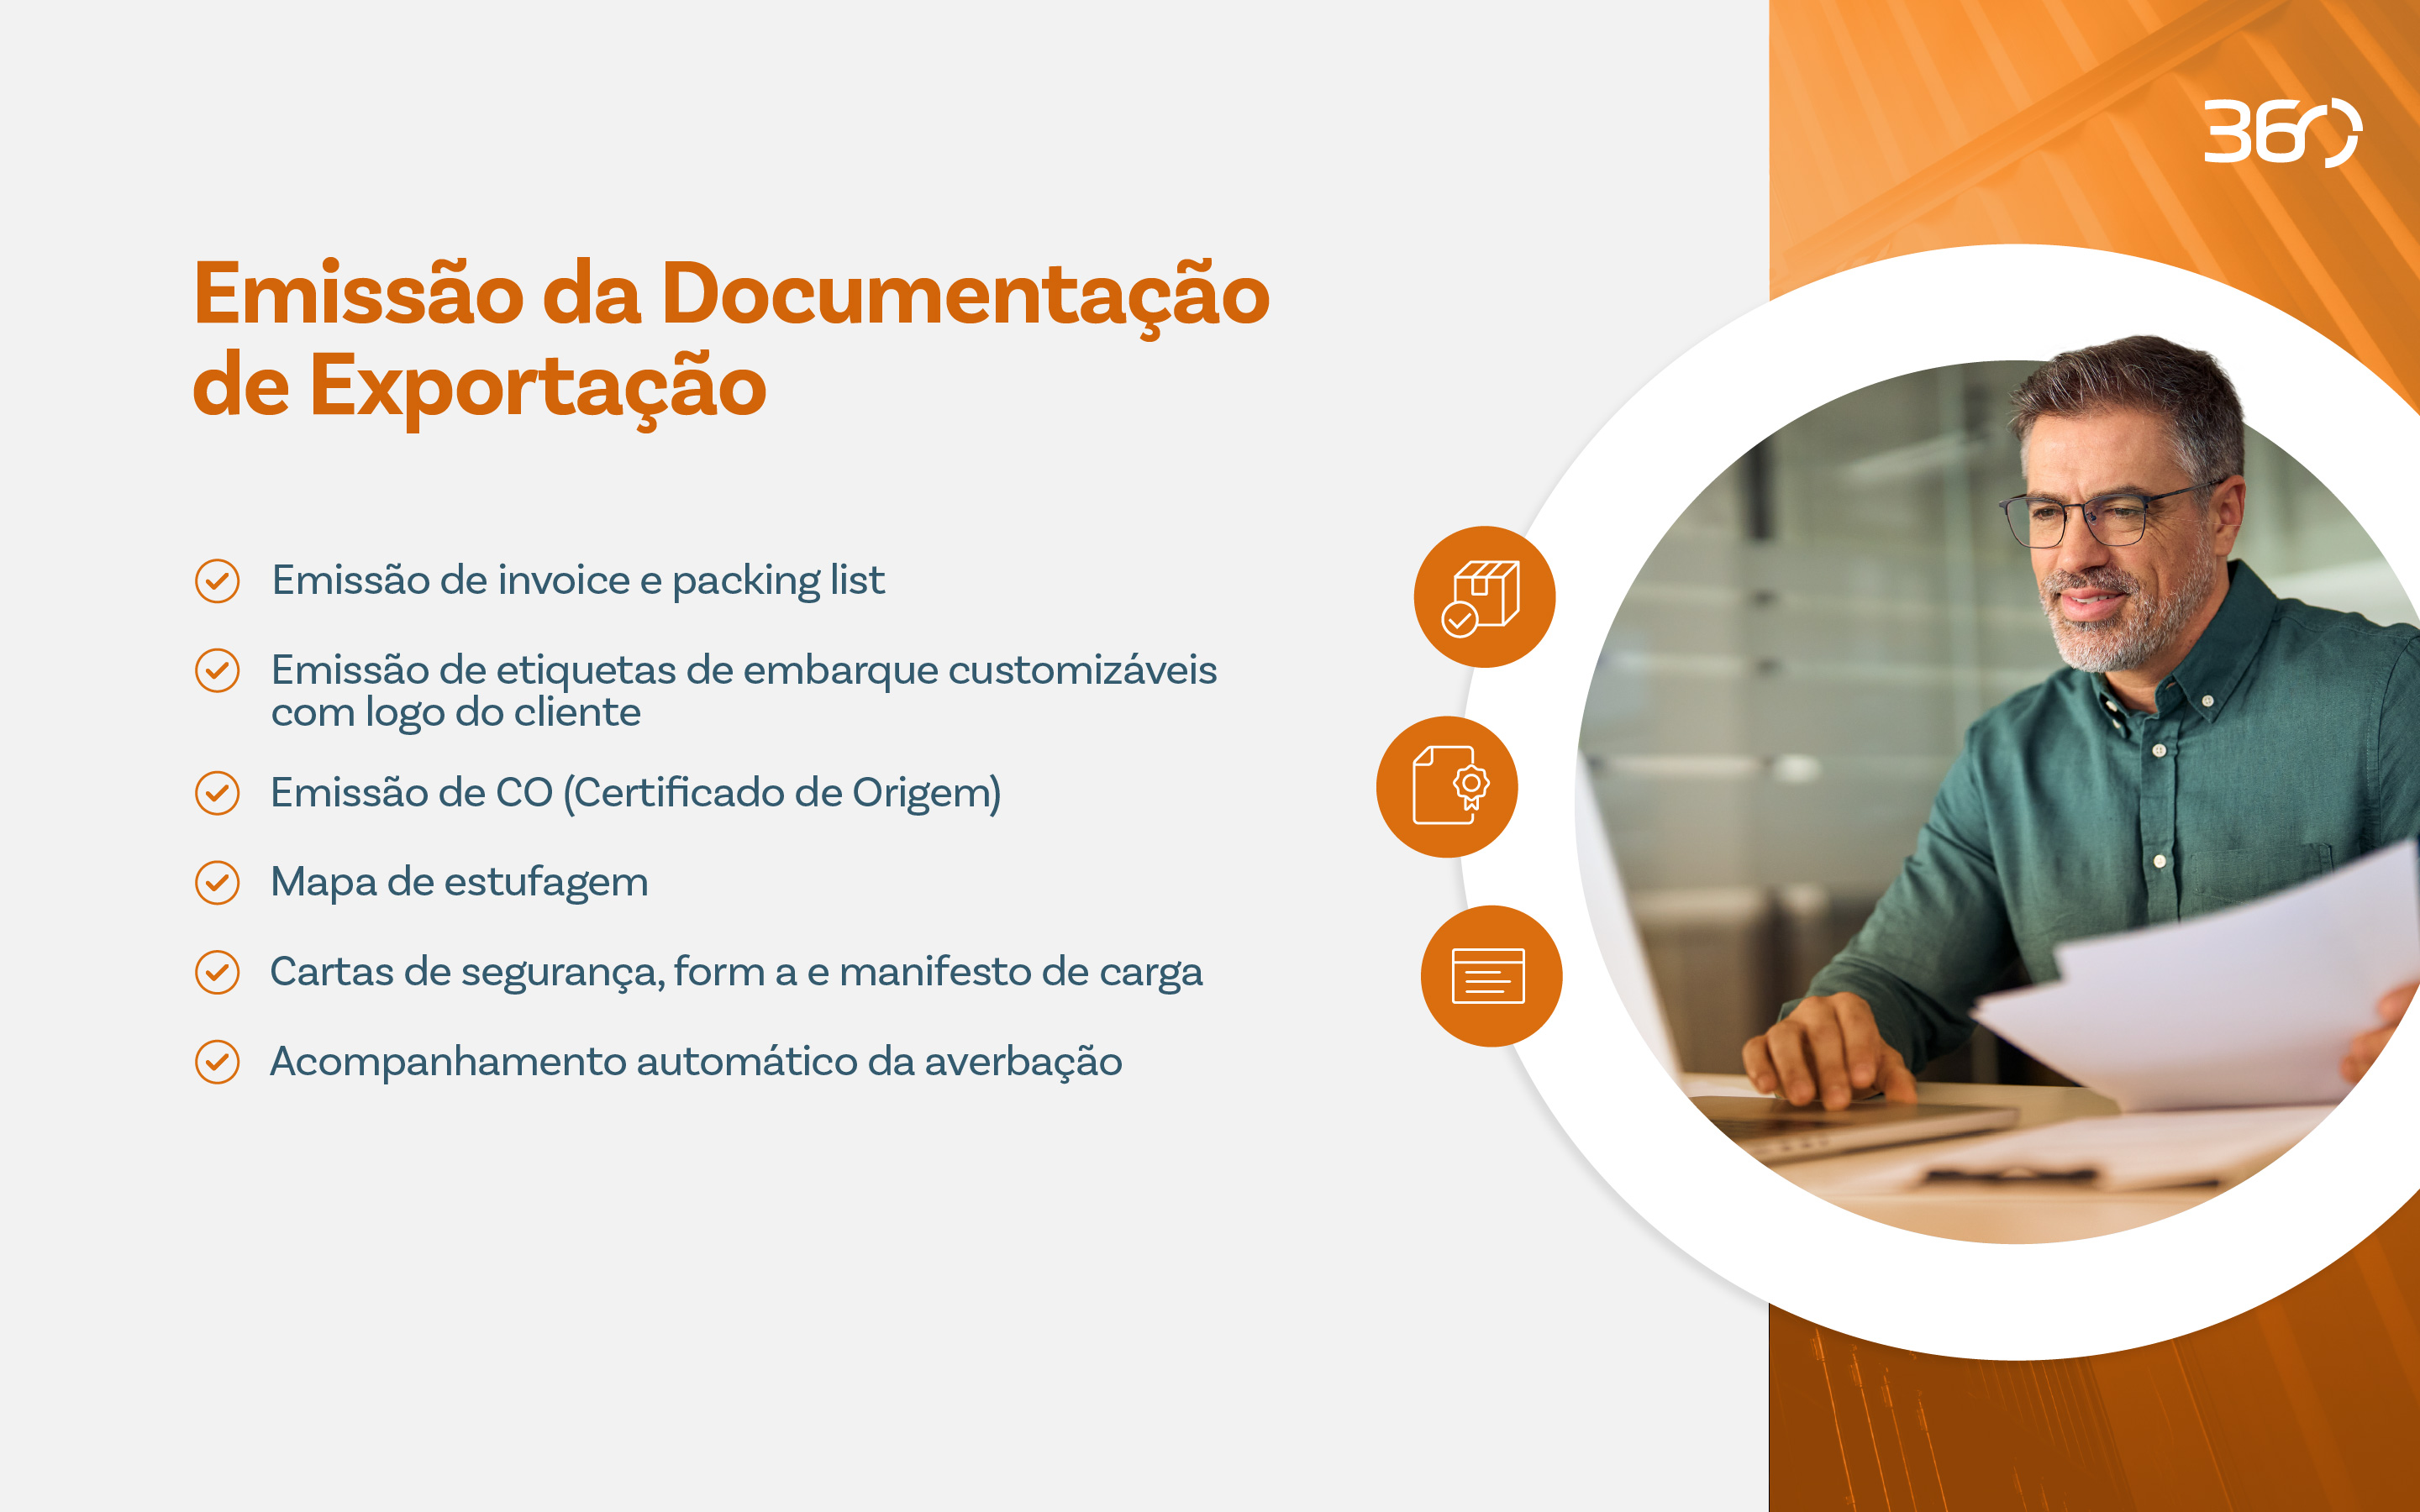 360
Emissão da Documentação
de Exportação
Emissão de invoice e packing list
Emissão de etiquetas de embarque customizáveis
com logo do cliente
Emissão de CO (Certificado de Origem)
Mapa de estufagem
Cartas de segurança, form a e manifesto de carga
Acompanhamento automático da averbação